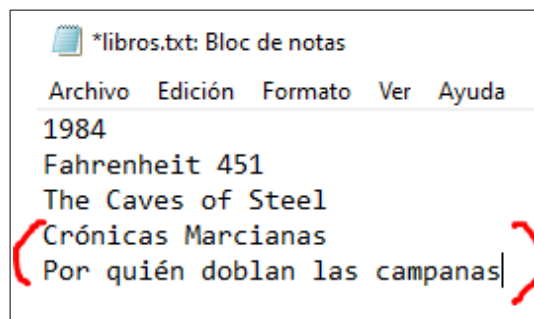 *libros.txt: Bloc de notas
Archivo Edición Formato Ver Ayuda
1984
Fahrenheit 451
The Caves of Steel
Crónicas Marcianas
Por quién doblan las campanas